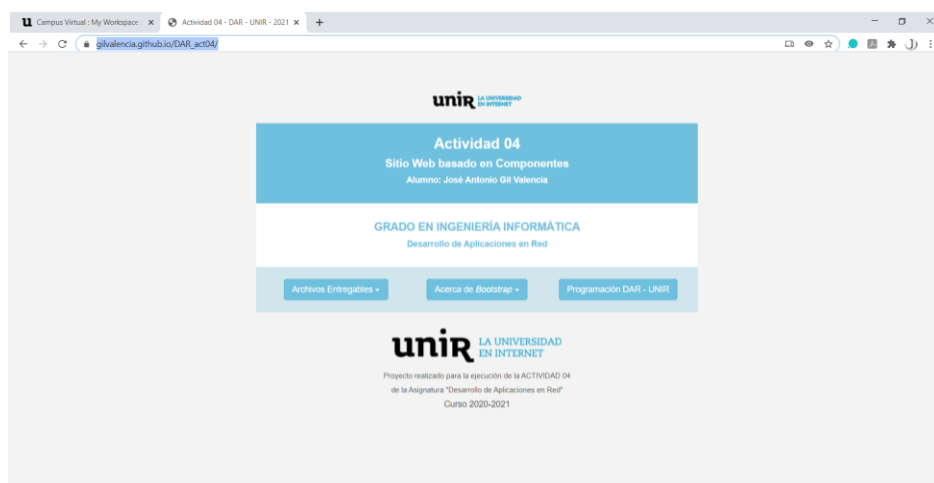 Campus Virtual : My Workspace :
Actividad 04 - DAR - UNIR - 2021
gilvalencia.github.io/DAR_act04/
unir LA UNIVERSIDAD
EN INTERNET
Actividad 04
Sitio Web basado en Componentes
Alumno: José Antonio Gil Valencia
GRADO EN INGENIERÍA INFORMÁTICA
Desarrollo de Aplicaciones en Red
Archivos Entregables
Acerca de Bootstrap
Programación DAR - UNIR
unir LA UNIVERSIDAD
EN INTERNET
Proyecto realizado para la ejecución de la ACTIVIDAD 04
de la Asignatura "Desarrollo de Aplicaciones en Red"
Curso 2020-2021